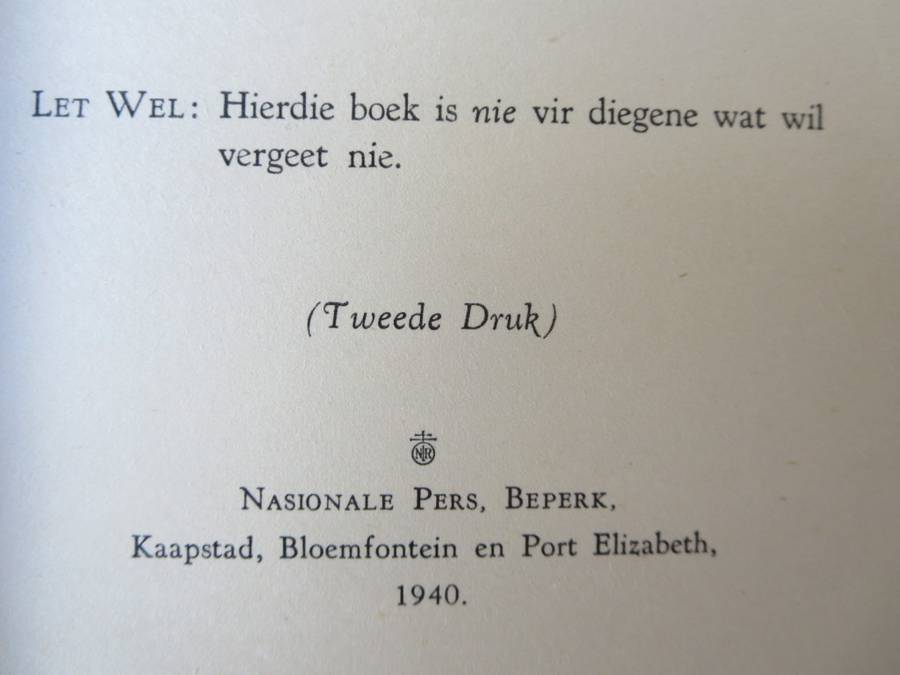 LET WEL: Hierdie boek is nie vir diegene wat wil
vergeet nie.
(Tweede Druk)
NASIONALE PERS, BEPERK,
Kaapstad, Bloemfontein en Port Elizabeth,
1940.